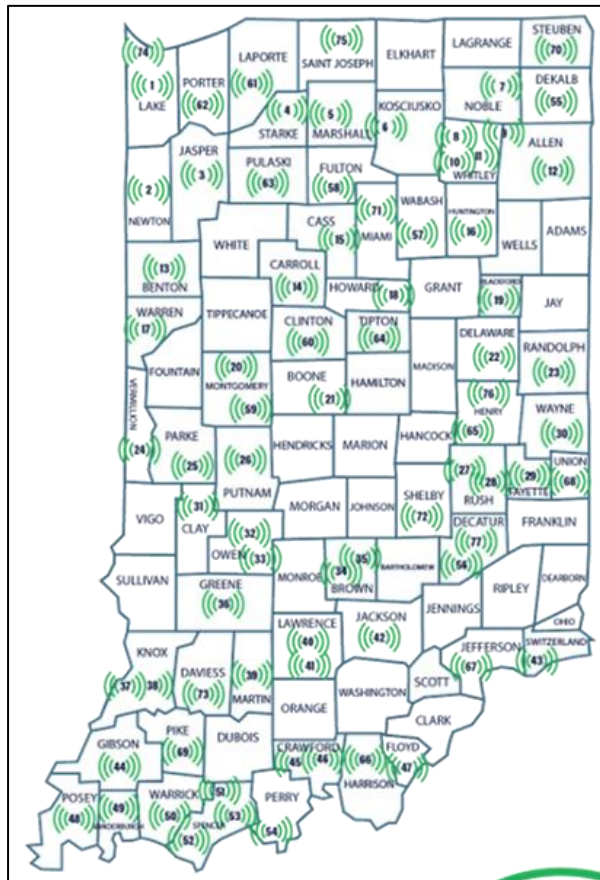 STEUBEN
75
74
LAPORTE
LAGRANGE
70
SAINT JOSEPH
ELKHART
1
PORTER
61
7
DEKALB
LAKE
62
4
5
KOSCIUSKO
NOBLE
55
STARKE
MARSHALL
6
8
9
ALLEN
JASPER
PULASKI
FULTON
10
11
12
3
WHITLEY
2
63
58
WABASH
NEWTON
71
HUNTINGTON
CASS
57
16
WHITE
15
MIAMI
WELLS
ADAMS
13
CARROLL
BENTON
14
HOWARD
18
GRANT
BLACKFORD
19
JAY
WARREN
TIPPECANOE
17
CLINTON
TIPTON
DELAWARE
60
64
RANDOLPH
20
MADISON
22
FOUNTAIN
BOONE
23
MONTGOMERY
21
HAMILTON
76
59
HENRY
WAYNE
VERMILLION
PARKE
HENDRICKS
MARION
HANCOCK
65
30
24
25
26
27
29
UNION
PUTNAM
28
FAYETTE
68
31
SHELBY
RUSH
VIGO
MORGAN
JOHNSON
72
CLAY
32
DECATUR
FRANKLIN
OWEN
33
35
77
MONROE
34
BARTHOLOMEW
56
SULLIVAN
GREENE
BROWN
RIPLEY
DEARBORN
36
JENNINGS
LAWRENCE
JACKSON
OHIO
40
42
JEFFERSON
SWITZERLAND
KNOX
41
43
DAVIESS
39
67
37
38
73
MARTIN
WASHINGTON
SCOTT
ORANGE
CLARK
PIKE
DUBOIS
GIBSON
69
CRAWFORD
66
FLOYD
44
45
46
47
51
HARRISON
POSEY
49
WARRICK
PERRY
48
VANDERBURGH
50
SPENCER
53
52
54